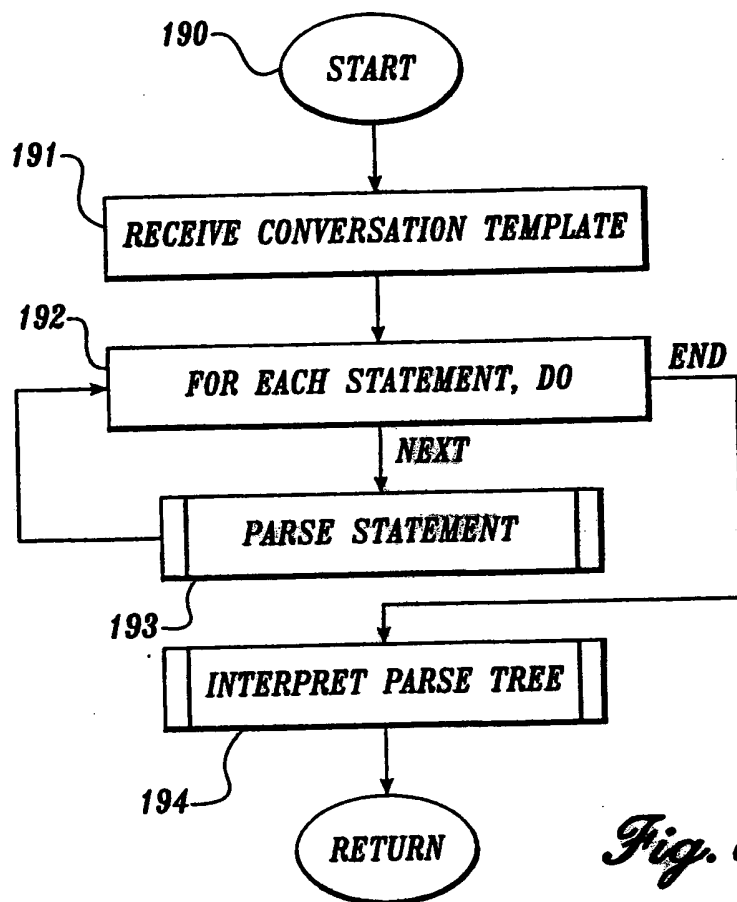 190
START
191
RECEIVE CONVERSATION TEMPLATE
192
FOR EACH STATEMENT, DO
END
NEXT
PARSE STATEMENT
193
INTERPRET PARSE TREE
194
RETURN
Fig.